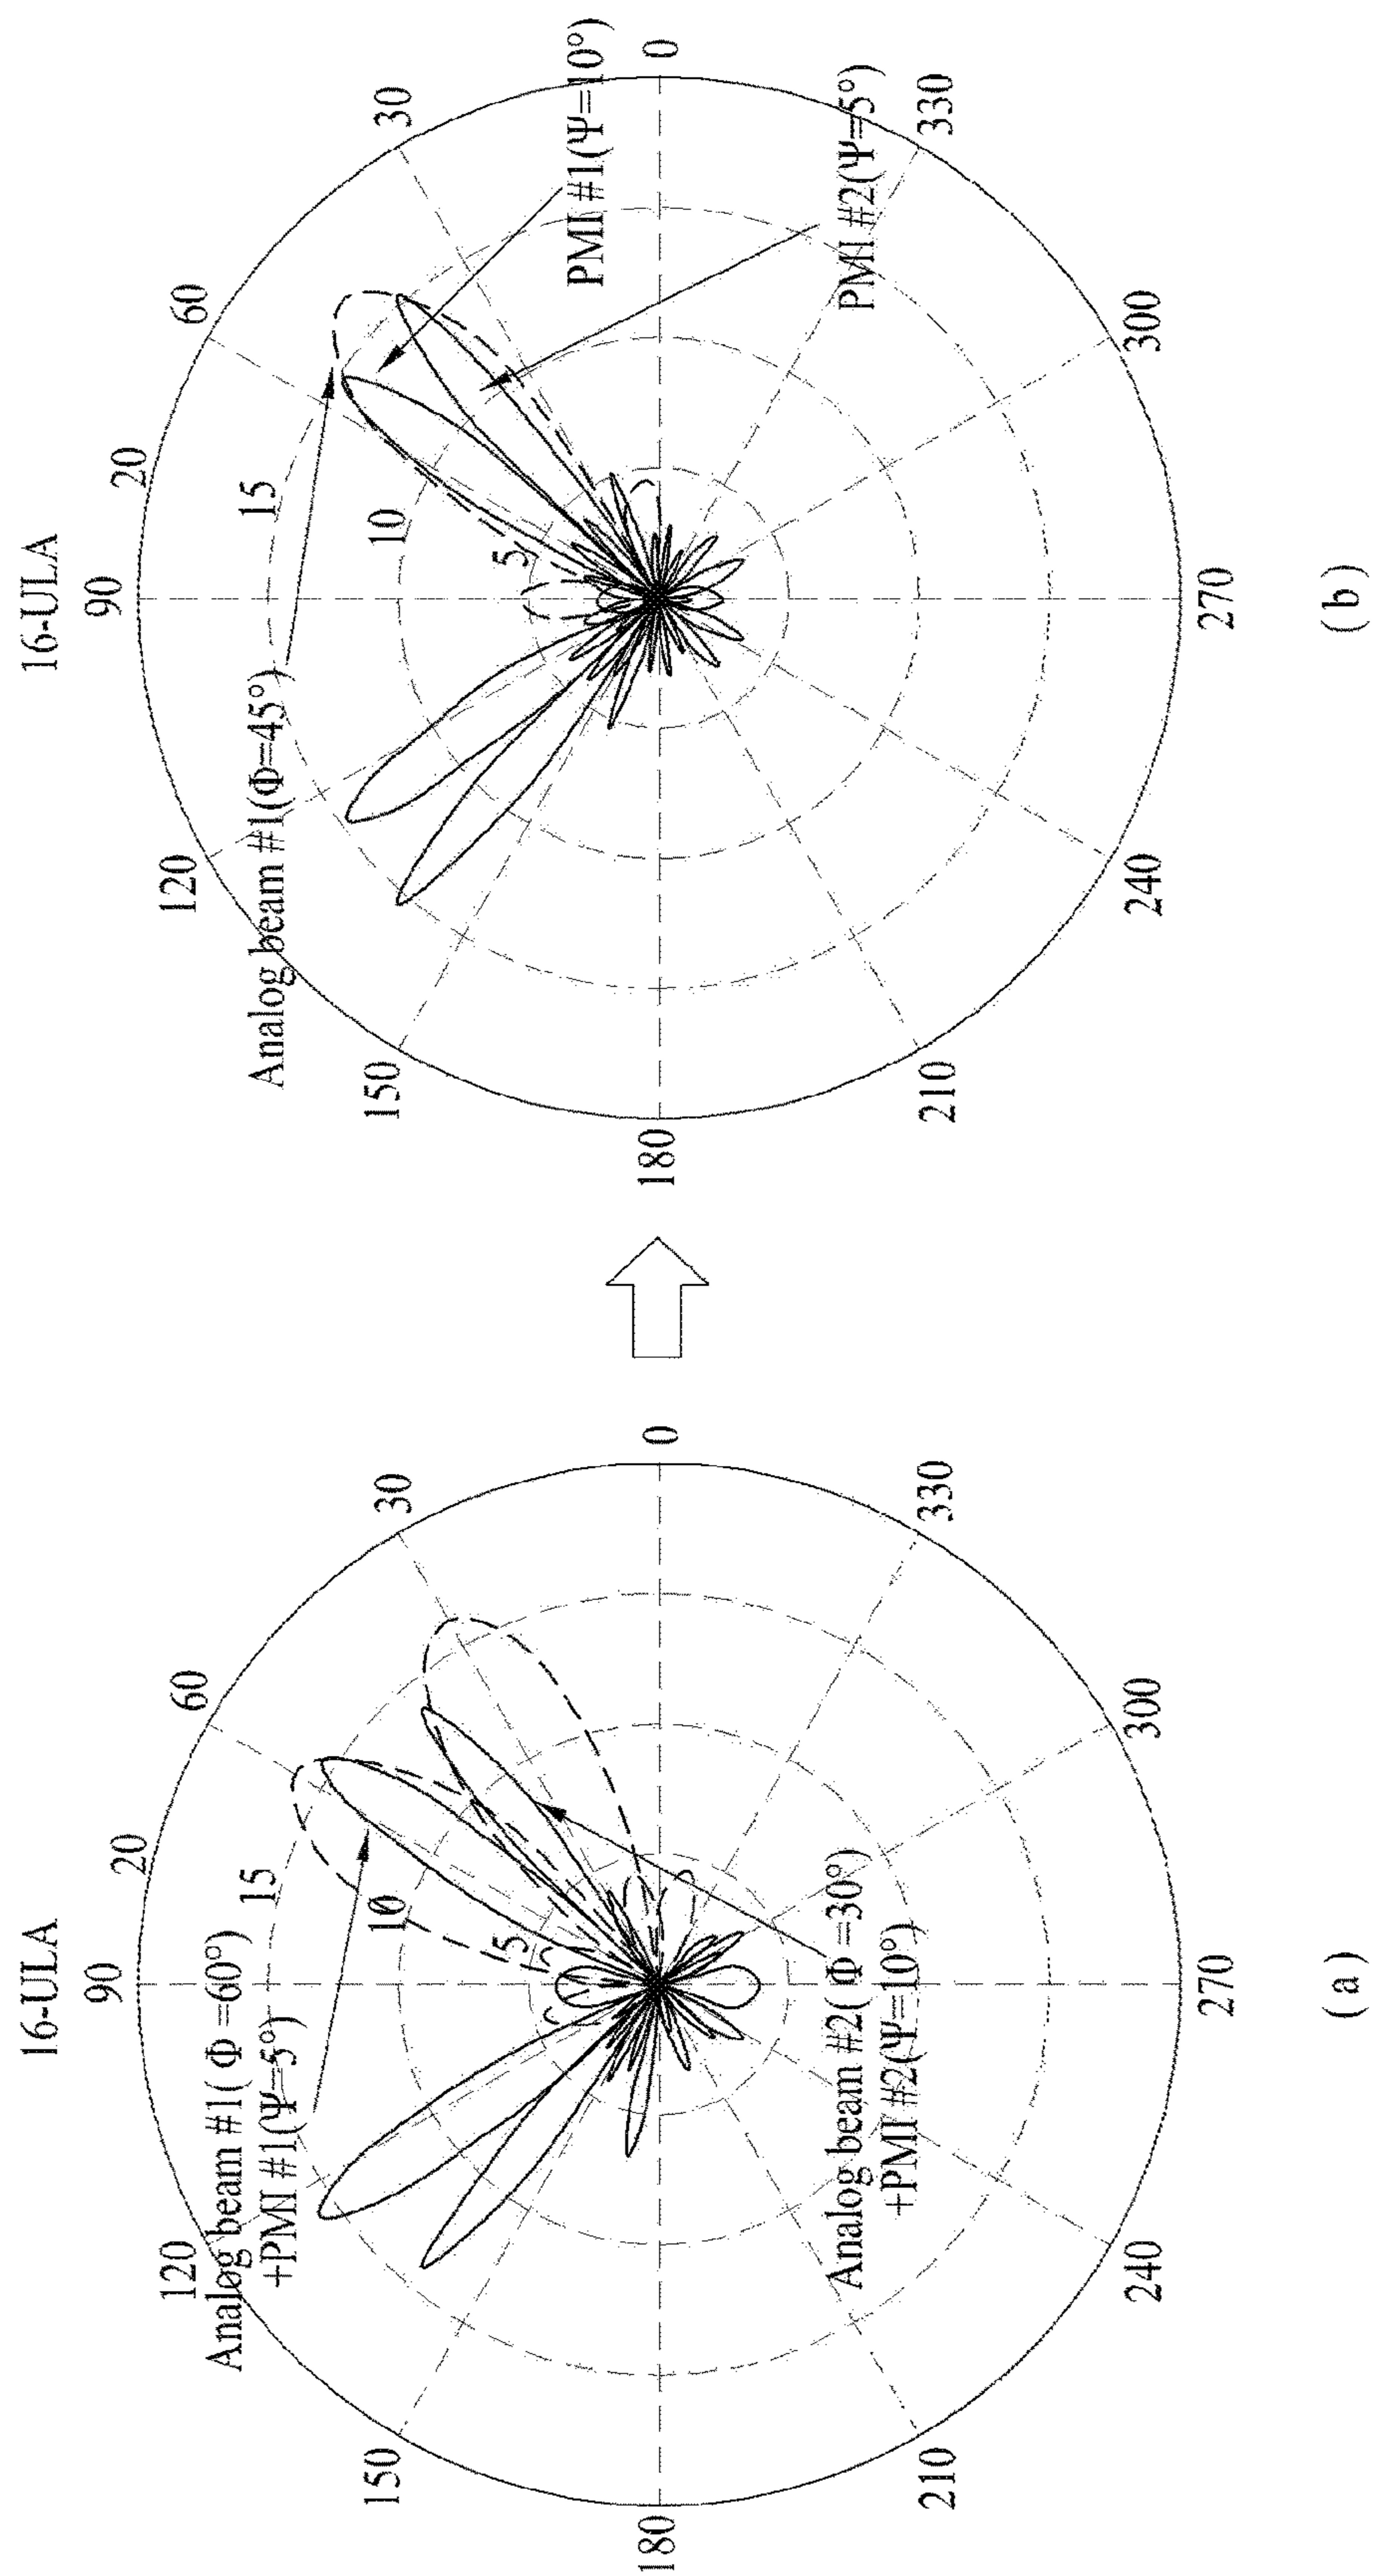 16-ULA
90
20
120
60
15
Analog beam #1( Φ =60°)
+PMI #1(Ψ=5°)
10
150
30
5
180
0
Analog beam #2( Φ =30°)
+PMI #2(Ψ=10°)
210
330
240
300
270
(a)
16-ULA
90
20
120
60
15
Analog beam #1(Φ=45°)
10
150
30
5
PMI #1(Ψ=10°)
180
0
PMI #2(Ψ=5°)
210
330
240
300
270
(b)